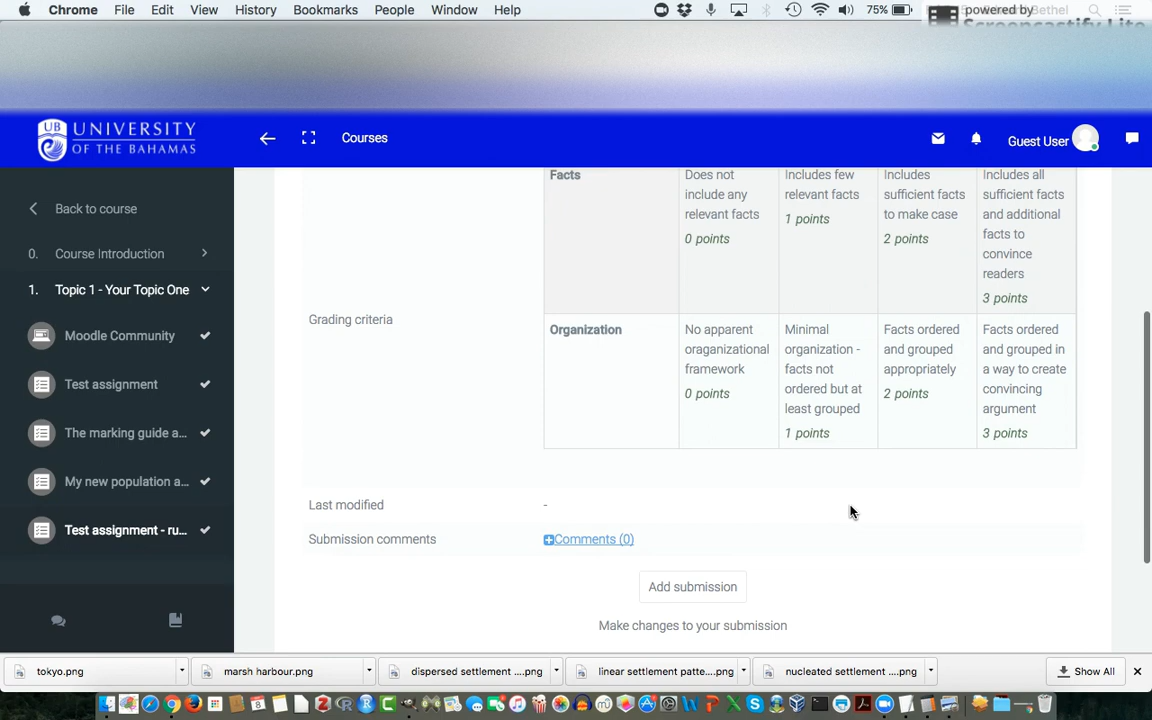 Chrome File Edit View History Bookmarks People Window Help 75% powered by Bethel
Screencastify Lite
UB UNIVERSITY
OF THE BAHAMAS
Courses
Guest User
Back to course
0. Course Introduction
1. Topic 1 - Your Topic One
Moodle Community
Test assignment
The marking guide a...
My new population a...
Test assignment - ru...
Grading criteria
Facts
Does not
include any
relevant facts
0 points
Includes few
relevant facts
1 points
Includes
sufficient facts
to make case
2 points
Includes all
sufficient facts
and additional
facts to
convince
readers
3 points
Organization
No apparent
oraganizational
framework
0 points
Minimal
organization -
facts not
ordered but at
least grouped
1 points
Facts ordered
and grouped
appropriately
2 points
Facts ordered
and grouped in
a way to create
convincing
argument
3 points
Last modified -
Submission comments Comments (0)
Add submission
Make changes to your submission
tokyo.png marsh harbour.png dispersed settlement ....png linear settlement patte....png nucleated settlement ....png Show All